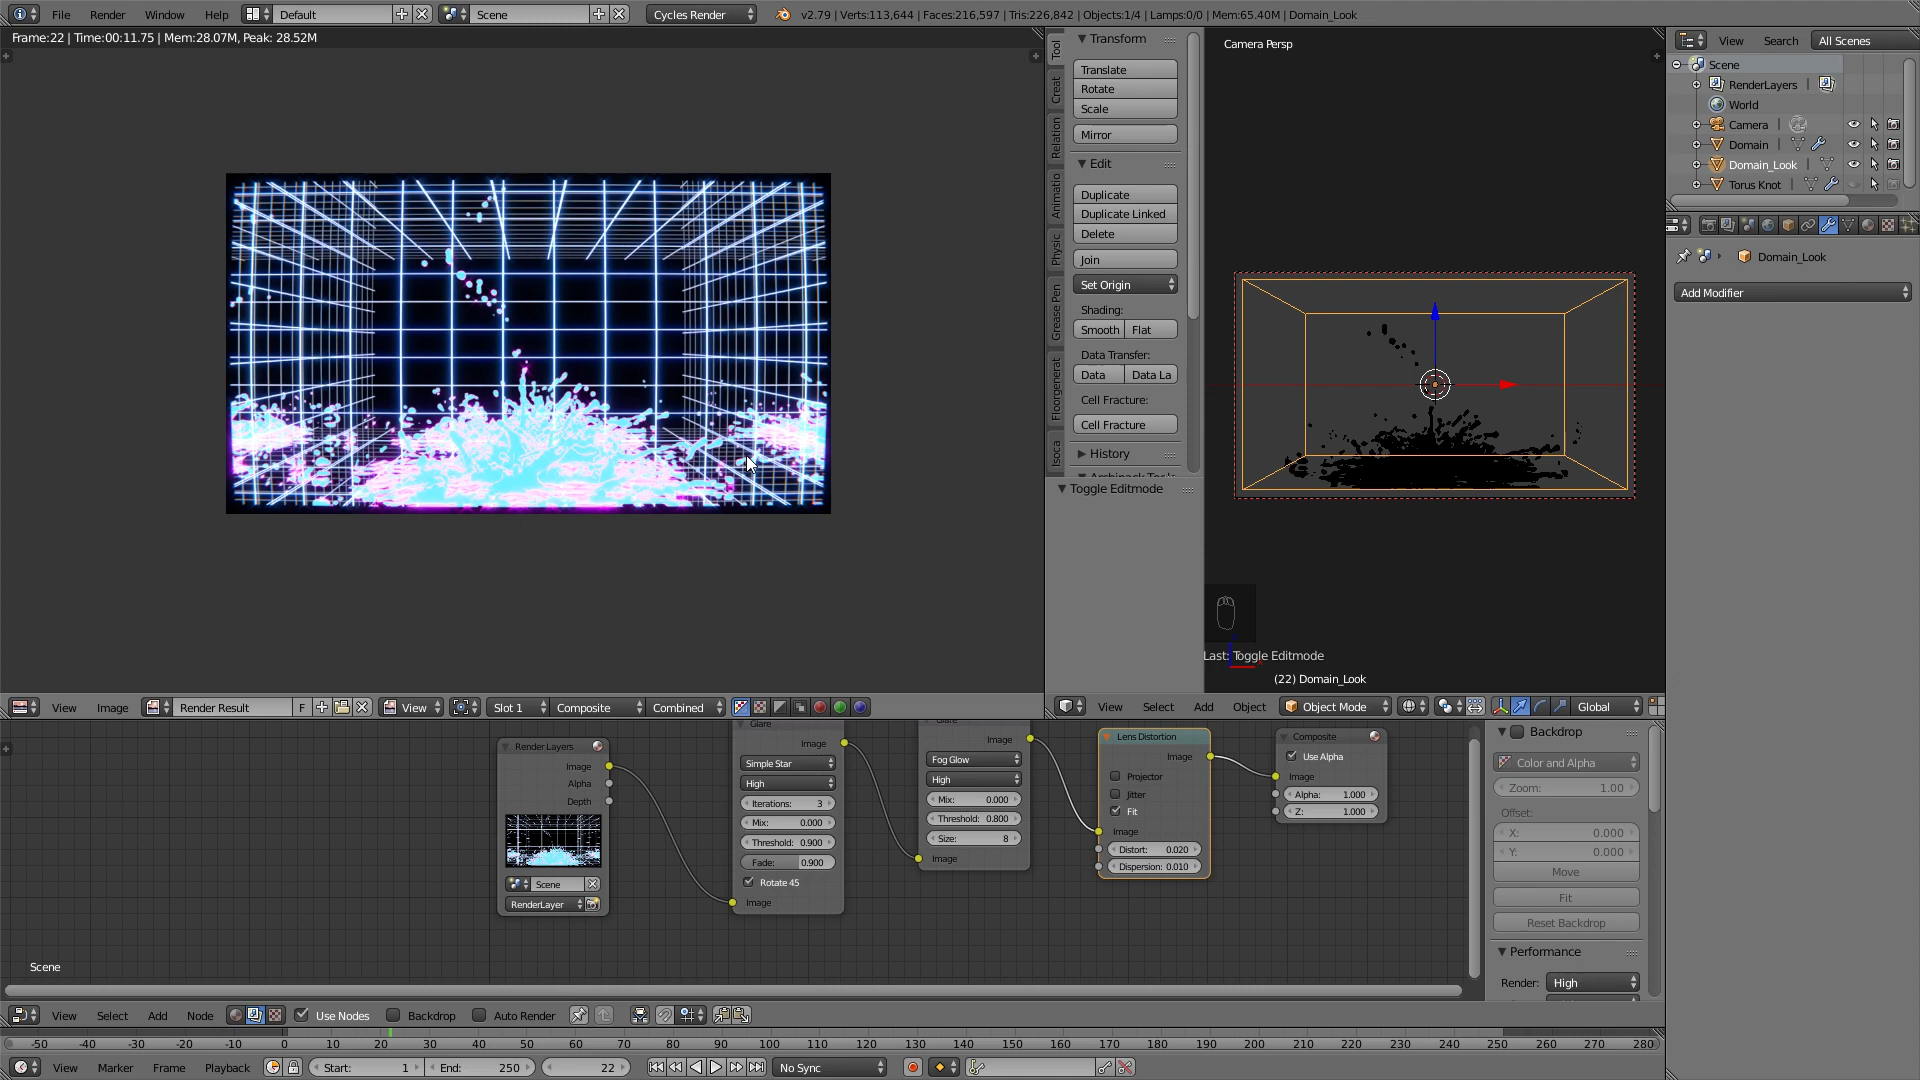 File Render Window Help Default Scene Cycles Render v2.79 | Verts:113,644 | Faces:216,597 | Tris:226,842 | Objects:1/4 | Lamps:0/0 | Mem:65.40M | Domain_Look
Frame:22 | Time:00:11.75 | Mem:28.07M, Peak: 28.52M
Tool
Creat
Relation
Animatio
Physic
Grease Pen
Floorgenerat
Isoca
Transform
Translate
Rotate
Scale
Mirror
Edit
Duplicate
Duplicate Linked
Delete
Join
Set Origin
Shading:
Smooth Flat
Data Transfer:
Data Data La
Cell Fracture:
Cell Fracture
History
Toggle Editmode
Camera Persp
Last: Toggle Editmode
(22) Domain_Look
View Search All Scenes
Scene
RenderLayers
World
Camera
Domain
Domain_Look
Torus Knot
Domain_Look
Add Modifier
View Image Render Result F View Slot 1 Composite Combined
View Select Add Object Object Mode Global
Render Layers
Image
Alpha
Depth
Scene
RenderLayer
Glare
Image
Simple Star
High
Iterations: 3
Mix: 0.000
Threshold: 0.900
Fade: 0.900
Rotate 45
Image
Image
Fog Glow
High
Mix: 0.000
Threshold: 0.800
Size: 8
Image
Lens Distortion
Image
Projector
Jitter
Fit
Image
Distort: 0.020
Dispersion: 0.010
Composite
Use Alpha
Image
Alpha: 1.000
Z: 1.000
Backdrop
Color and Alpha
Zoom: 1.00
Offset:
X: 0.000
Y: 0.000
Move
Fit
Reset Backdrop
Performance
Render: High
Scene
View Select Add Node Use Nodes Backdrop Auto Render
-50 -40 -30 -20 -10 0 10 20 30 40 50 60 70 80 90 100 110 120 130 140 150 160 170 180 190 200 210 220 230 240 250 260 270 280
View Marker Frame Playback Start: 1 End: 250 22 No Sync